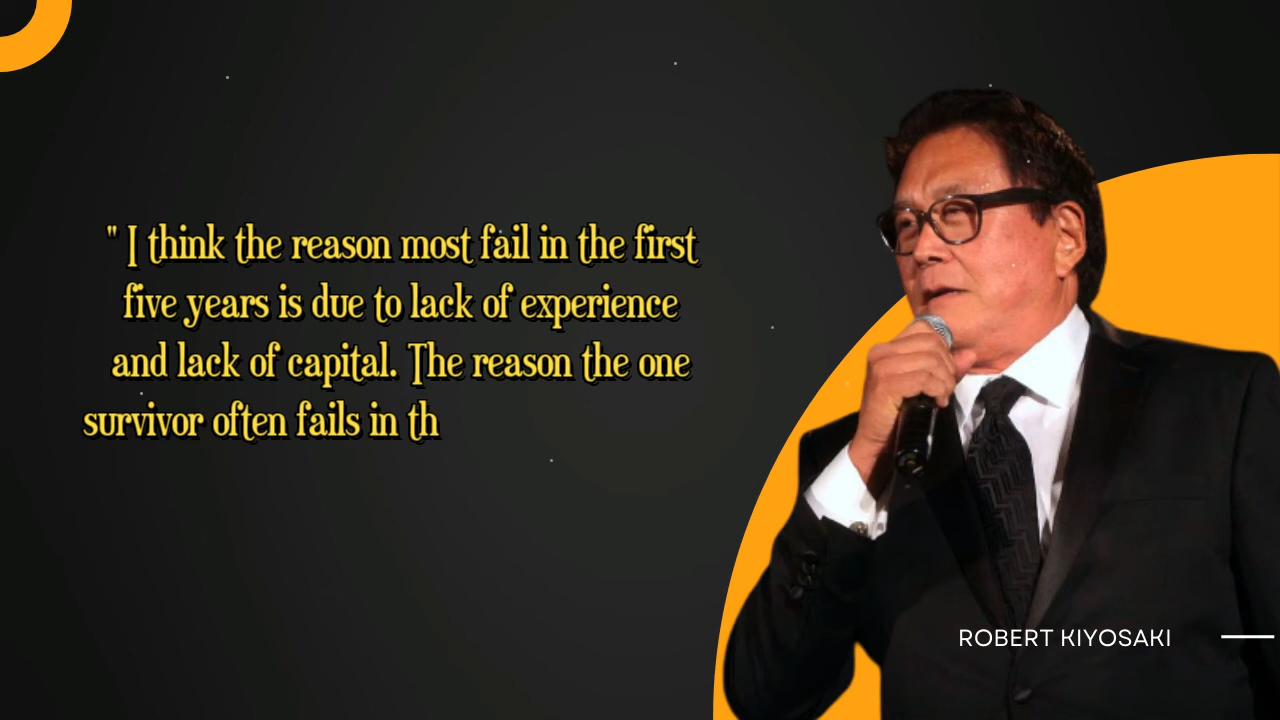 " I think the reason most fail in the first
five years is due to lack of experience
and lack of capital. The reason the one
survivor often fails in th
ROBERT KIYOSAKI